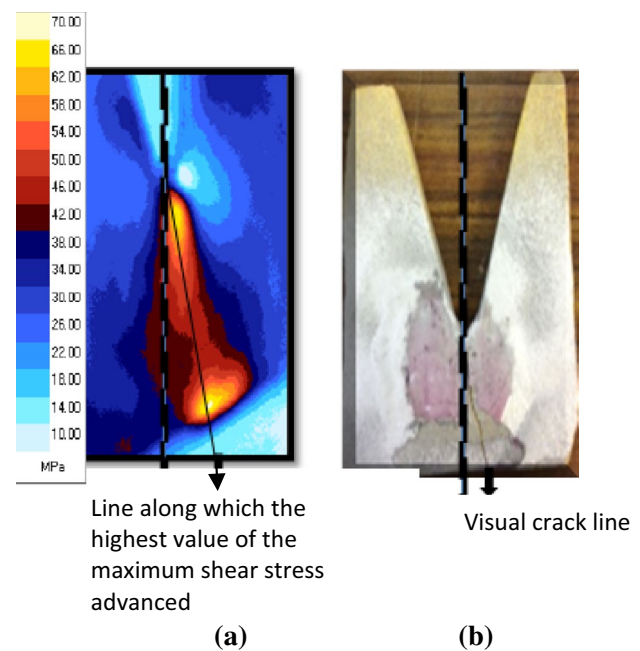 70.00
66.00
62.00
58.00
54.00
50.00
46.00
42.00
38.00
34.00
30.00
26.00
22.00
18.00
14.00
10.00
MPa
Line along which the
highest value of the
maximum shear stress
advanced
Visual crack line
(a)
(b)